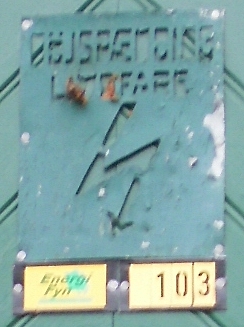 HØJSPÆNDING
LIVSFARE
Energi
Fyn
103